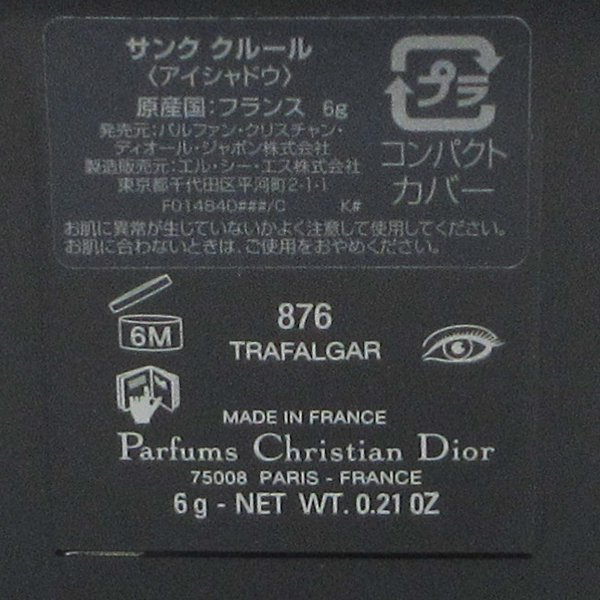 サンク クルール
〈アイシャドウ〉
原産国:フランス 6g
発売元:パルファン・クリスチャン・
ディオール・ジャポン株式会社
製造販売元:エル・シー・エス株式会社
東京都千代田区平河町2-1-1
F014840###/C K#
お肌に異常が生じていないかよく注意して使用してください。
お肌に合わないときは、ご使用をおやめください。
プラ
コンパクト
カバー
6M
876
TRAFALGAR
MADE IN FRANCE
Parfums Christian Dior
75008 PARIS - FRANCE
6 g - NET WT. 0.21 OZ